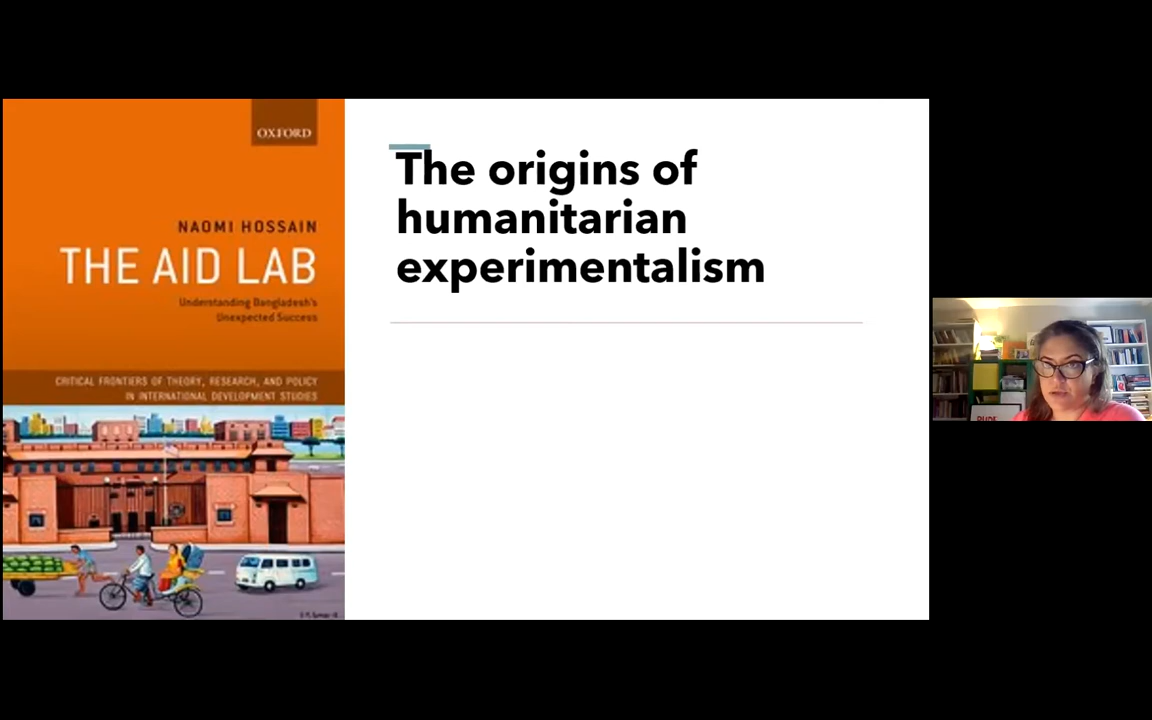 OXFORD
NAOMI HOSSAIN
THE AID LAB
Understanding Bangladesh's
Unexpected Success
CRITICAL FRONTIERS OF THEORY, RESEARCH, AND POLICY
IN INTERNATIONAL DEVELOPMENT STUDIES
The origins of
humanitarian
experimentalism